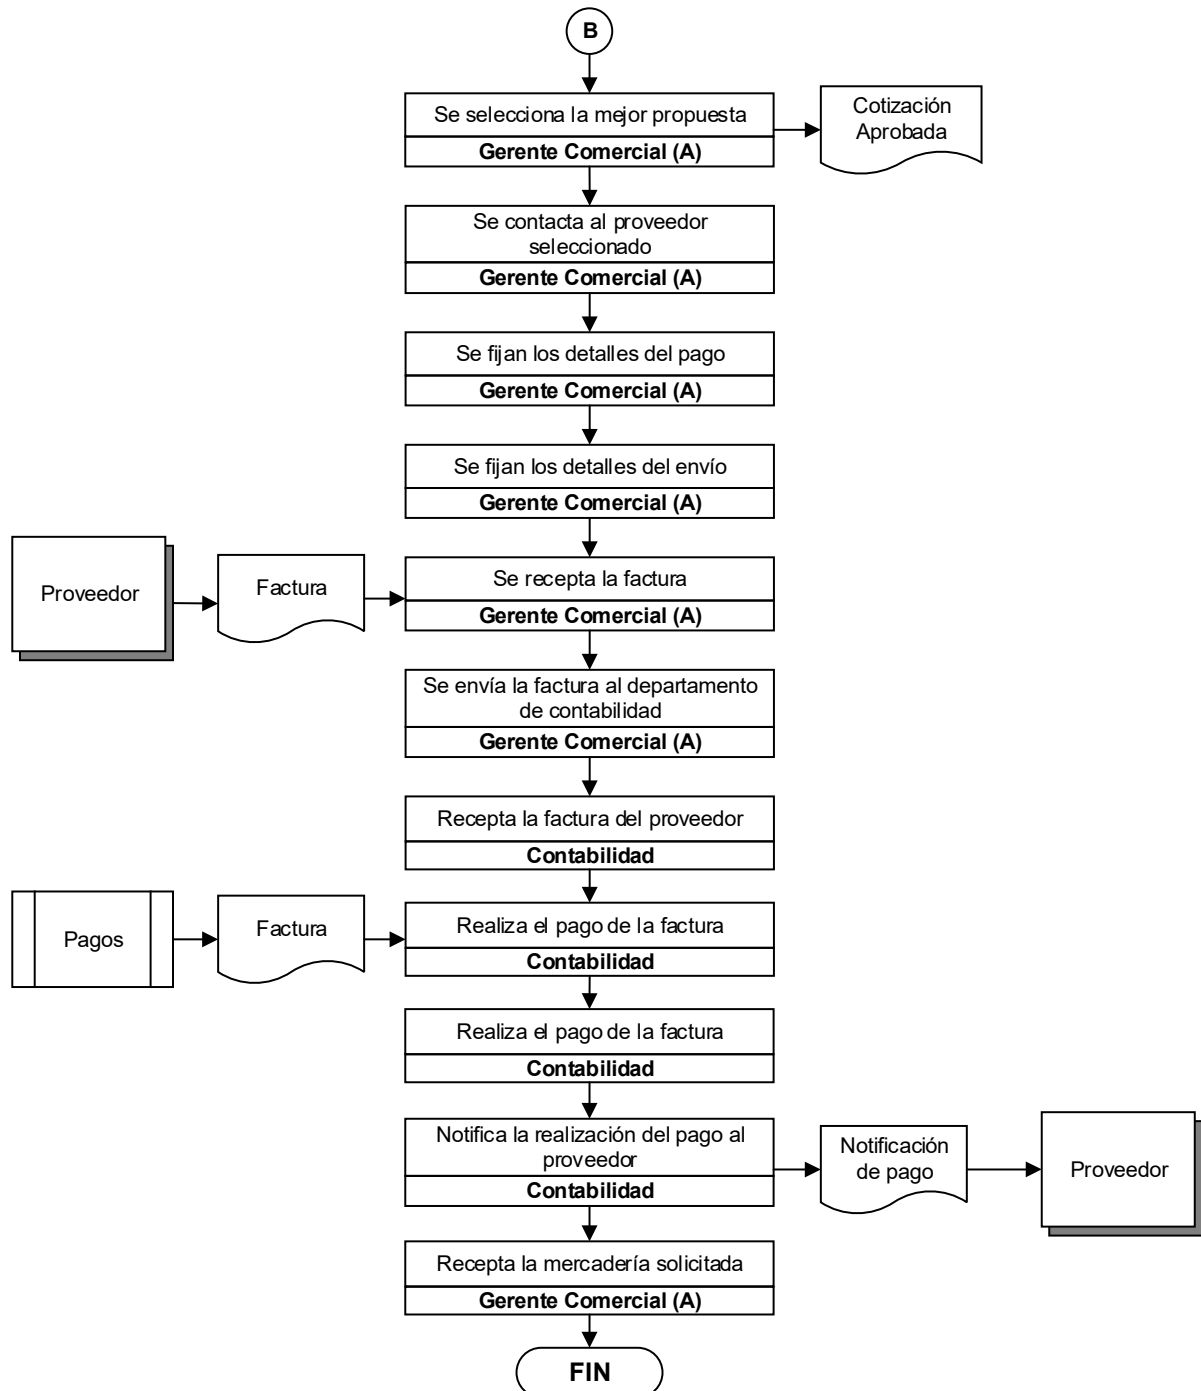 B
Se selecciona la mejor propuesta
Gerente Comercial (A)
Cotización
Aprobada
Se contacta al proveedor
seleccionado
Gerente Comercial (A)
Se fijan los detalles del pago
Gerente Comercial (A)
Se fijan los detalles del envío
Gerente Comercial (A)
Proveedor
Factura
Se recepta la factura
Gerente Comercial (A)
Se envía la factura al departamento
de contabilidad
Gerente Comercial (A)
Recepta la factura del proveedor
Contabilidad
Pagos
Factura
Realiza el pago de la factura
Contabilidad
Realiza el pago de la factura
Contabilidad
Notifica la realización del pago al
proveedor
Contabilidad
Notificación
de pago
Proveedor
Recepta la mercadería solicitada
Gerente Comercial (A)
FIN